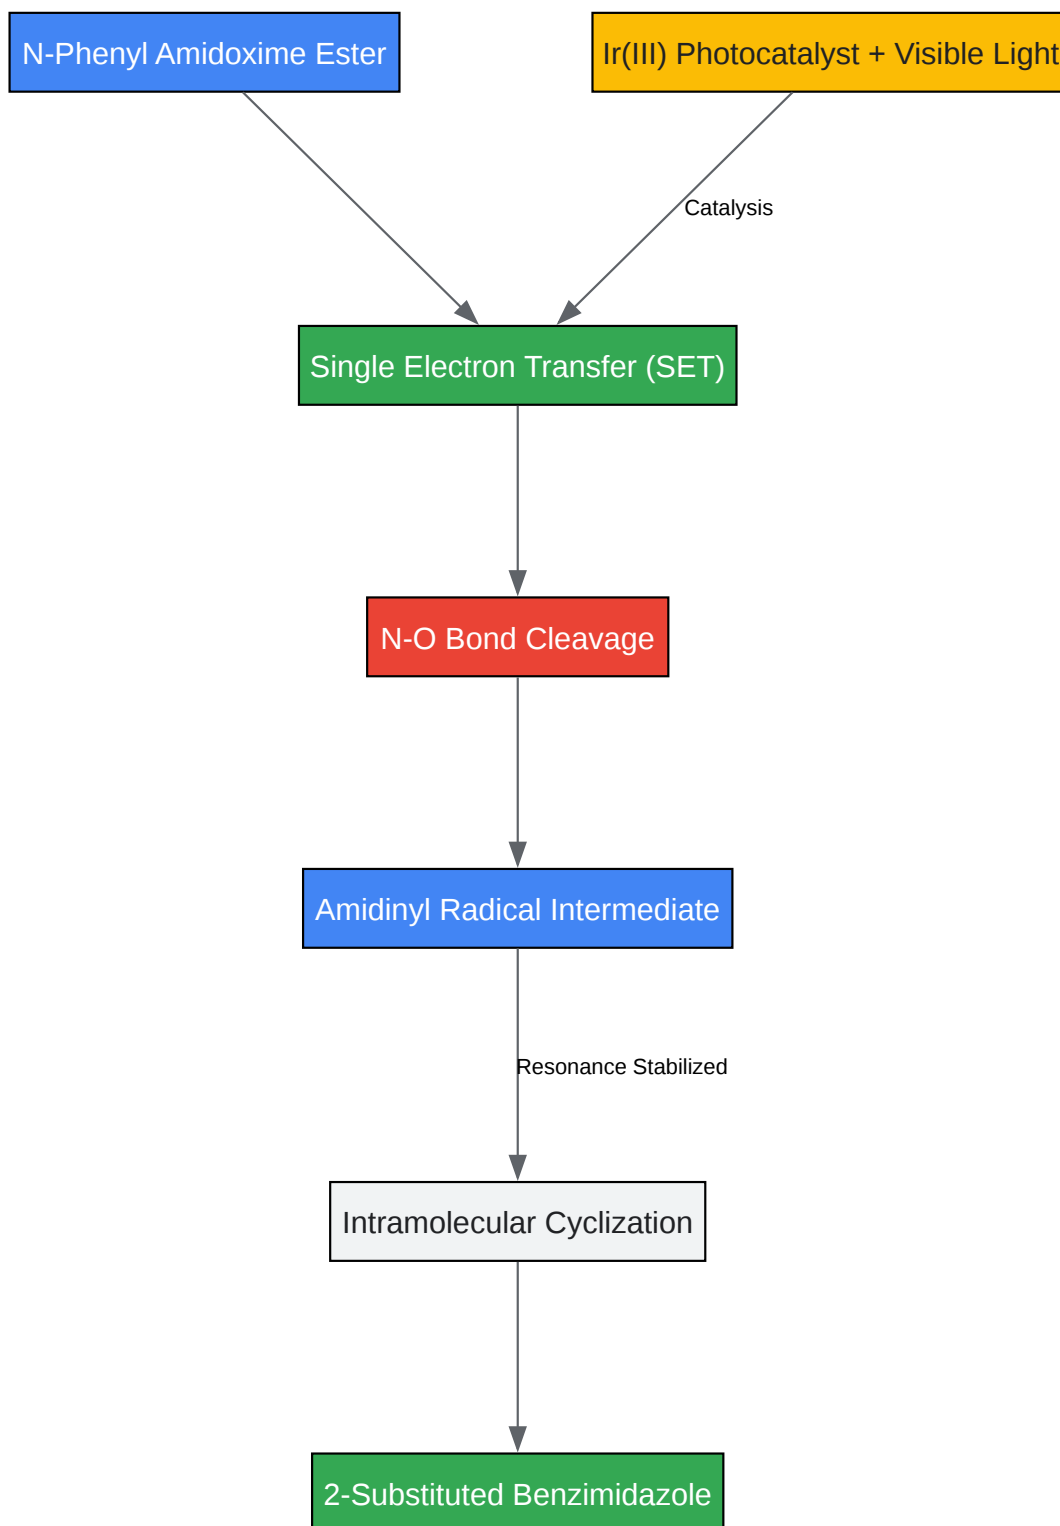 N-Phenyl Amidoxime Ester
Ir(III) Photocatalyst + Visible Light
Catalysis
Single Electron Transfer (SET)
N-O Bond Cleavage
Amidinyl Radical Intermediate
Resonance Stabilized
Intramolecular Cyclization
2-Substituted Benzimidazole